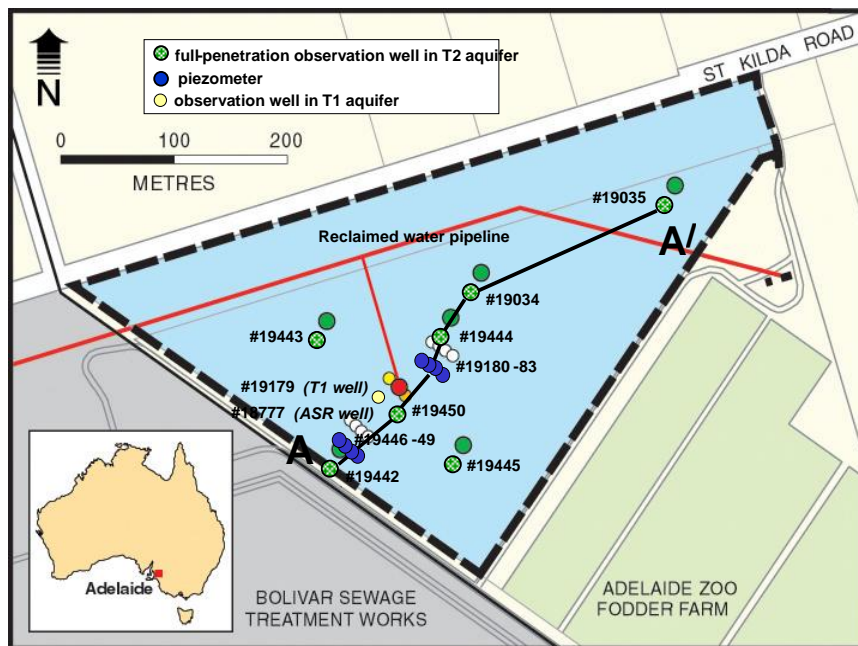 N
full-penetration observation well in T2 aquifer
piezometer
observation well in T1 aquifer
ST KILDA ROAD
0 100 200
METRES
#19035
A/
Reclaimed water pipeline
#19034
#19443
#19444
#19180 -83
#19179 (T1 well)
#18777 (ASR well)
#19450
#19446 -49
A
#19442
#19445
Adelaide
BOLIVAR SEWAGE
TREATMENT WORKS
ADELAIDE ZOO
FODDER FARM